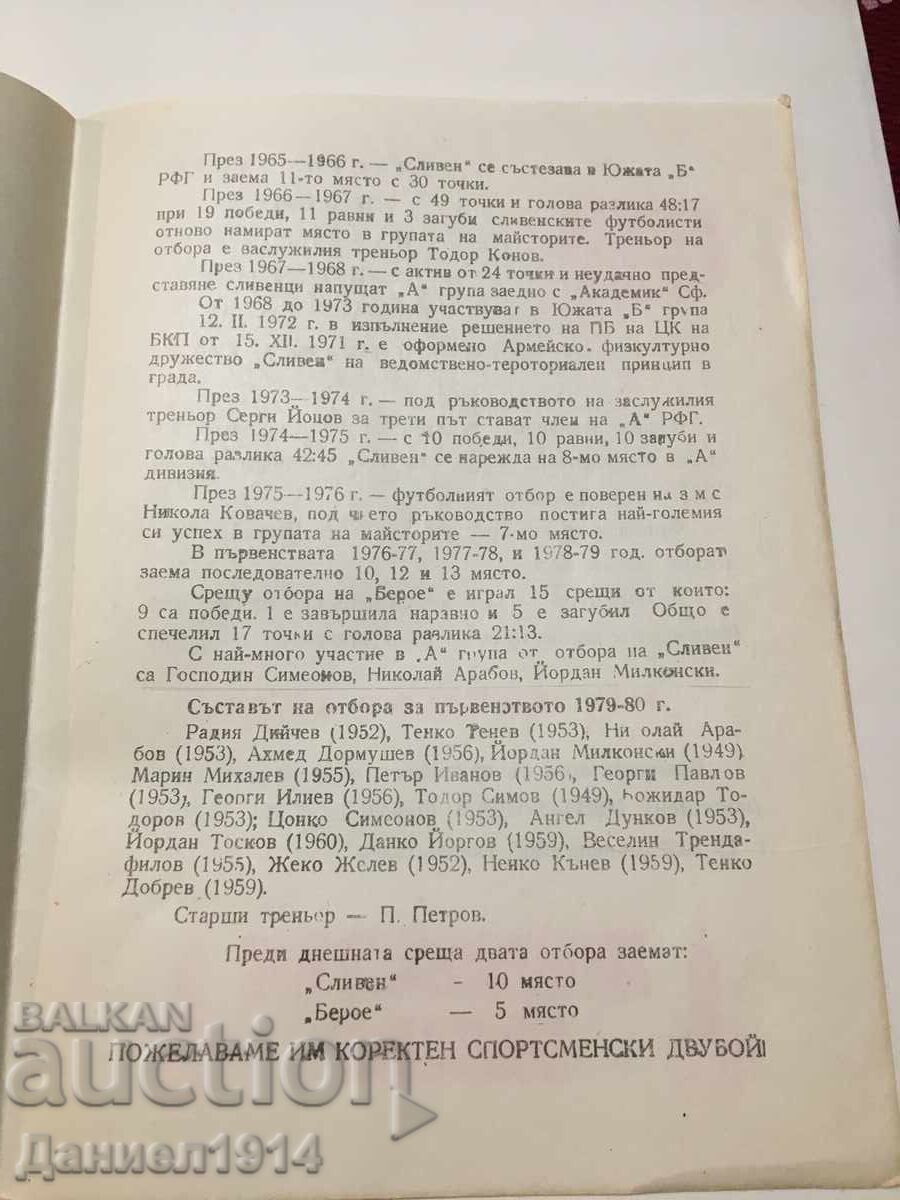 През 1965—1966 г. — „Сливен“ се състезава в Южата „Б“
РФГ и заема 11-то място с 30 точки.
През 1966—1967 г. — с 49 точки и голова разлика 48:17
при 19 победи, 11 равни и 3 загуби сливенските футболисти
отново намират място в групата на майсторите. Треньор на
отбора е заслужилия треньор Тодор Конов.
През 1967—1968 г. — с актив от 24 точки и неудачно пред-
ставяне сливенци напущат „А“ група заедно с „Академик“ Сф.
От 1968 до 1973 година участвуват в Южата „Б“ група
12. II. 1972 г. в изпълнение решението на ПБ на ЦК на
БКП от 15. XII. 1971 г. е оформено Армейско. физкултурно
дружество „Сливен“ на ведомствено-тероториален принцип в
града.
През 1973—1974 г. — под ръководството на заслужилия
треньор Серги Йоцов за трети път стават член на „А“ РФГ.
През 1974—1975 г. — с 10 победи, 10 равни, 10 загуби и
голова разлика 42:45 „Сливен“ се нарежда на 8-мо място в „А“
дивизия.
През 1975—1976 г. — футболният отбор е поверен на з м с
Никола Ковачев, под чието ръководство постига най-големия
си успех в групата на майсторите — 7-мо място.
В първенствата 1976-77, 1977-78, и 1978-79 год. отборат
заема последователно 10, 12 и 13 място.
Срещу отбора на „Берое“ е играл 15 срещи от които:
9 са победи. 1 е завършила наравно и 5 е загубил Общо е
спечелил 17 точки с голова разлика 21:13.
С най-много участие в „А“ група от отбора на „Сливен“
са Господин Симеонов, Николай Арабов, Йордан Милконски.
Съставът на отбора за първенството 1979-80 г.
Радия Дийчев (1952), Тенко Тенев (1953), Ни олай Ара-
бов (1953), Ахмед Дормушев (1956), Йордан Милконски (1949)
Марин Михалев (1955), Петър Иванов (1956), Георги Павлов
(1953), Георги Илиев (1956), Тодор Симов (1949), Божидар То-
доров (1953); Цонко Симеонов (1953), Ангел Дунков (1953),
Йордан Тосков (1960), Данко Йоргов (1959), Веселин Тренда-
филов (1955), Жеко Жслев (1952), Ненко Кънев (1959), Тенко
Добрев (1959).
Старши треньор — П. Петров.
Преди днешната среща двата отбора заемат:
„Сливен“ - 10 място
„Берое“ — 5 място
ПОЖЕЛАВАМЕ ИМ КОРЕКТЕН СПОРТСМЕНСКИ ДВУБОЙ!
BALKAN
auction
Даниел1914